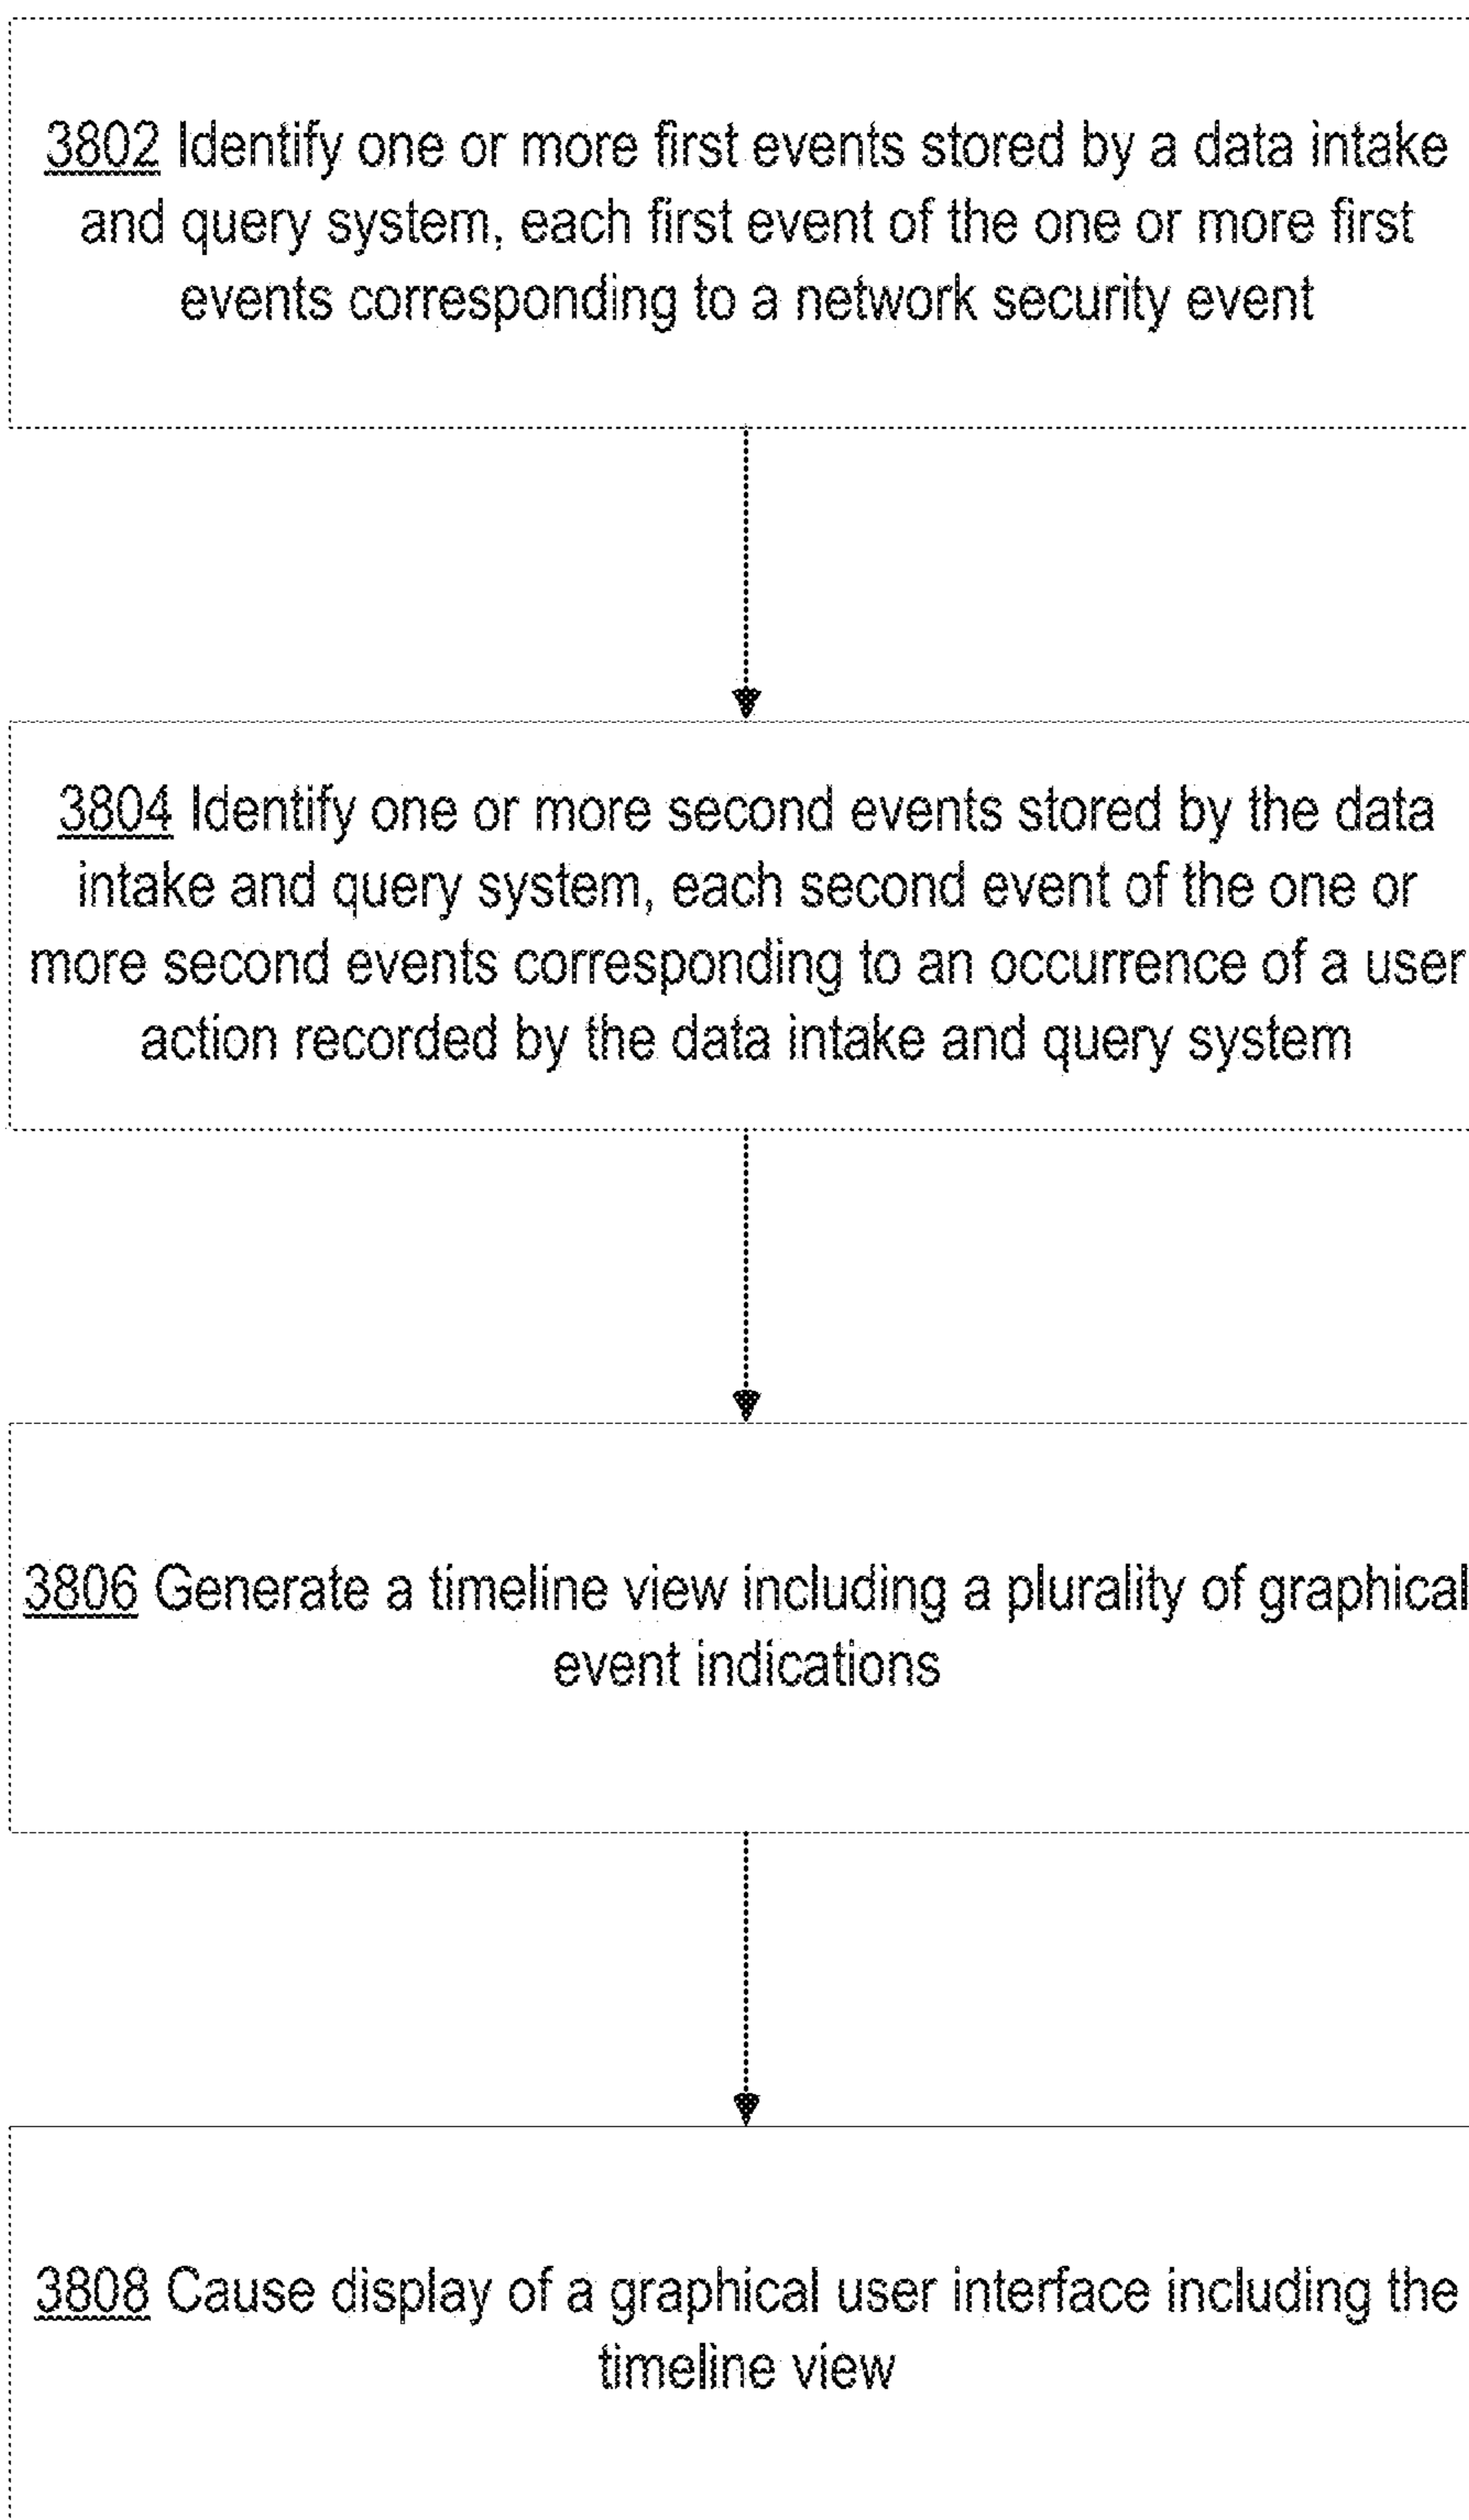 3802 Identify one or more first events stored by a data intake
and query system, each first event of the one or more first
events corresponding to a network security event
3804 Identify one or more second events stored by the data
intake and query system, each second event of the one or
more second events corresponding to an occurrence of a user
action recorded by the data intake and query system
3806 Generate a timeline view including a plurality of graphical
event indications
3808 Cause display of a graphical user interface including the
timeline view